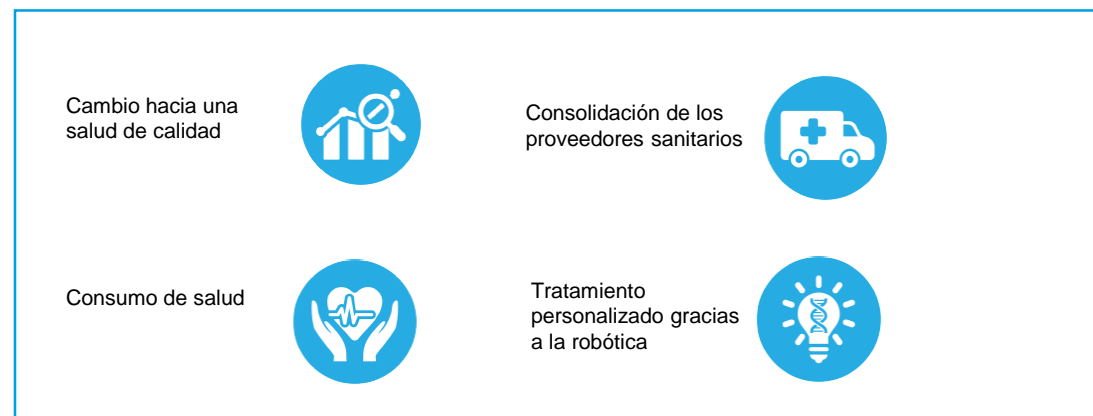 Cambio hacia una
salud de calidad
Consolidación de los
proveedores sanitarios
Consumo de salud
Tratamiento
personalizado gracias
a la robótica